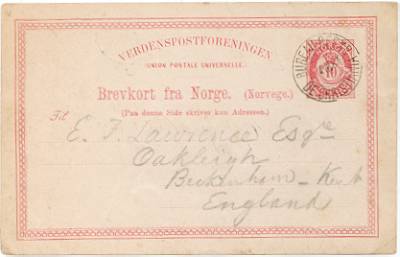 VERDENSPOSTFORENINGEN
(UNION POSTALE UNIVERSELLE.)
Brevkort fra Norge. (Norvège.)
(Paa denne Side skrives kun Adressen.)
Til
E. F. Lawrence Esqre
Oakleigh
Beckenham – Kent
England
10